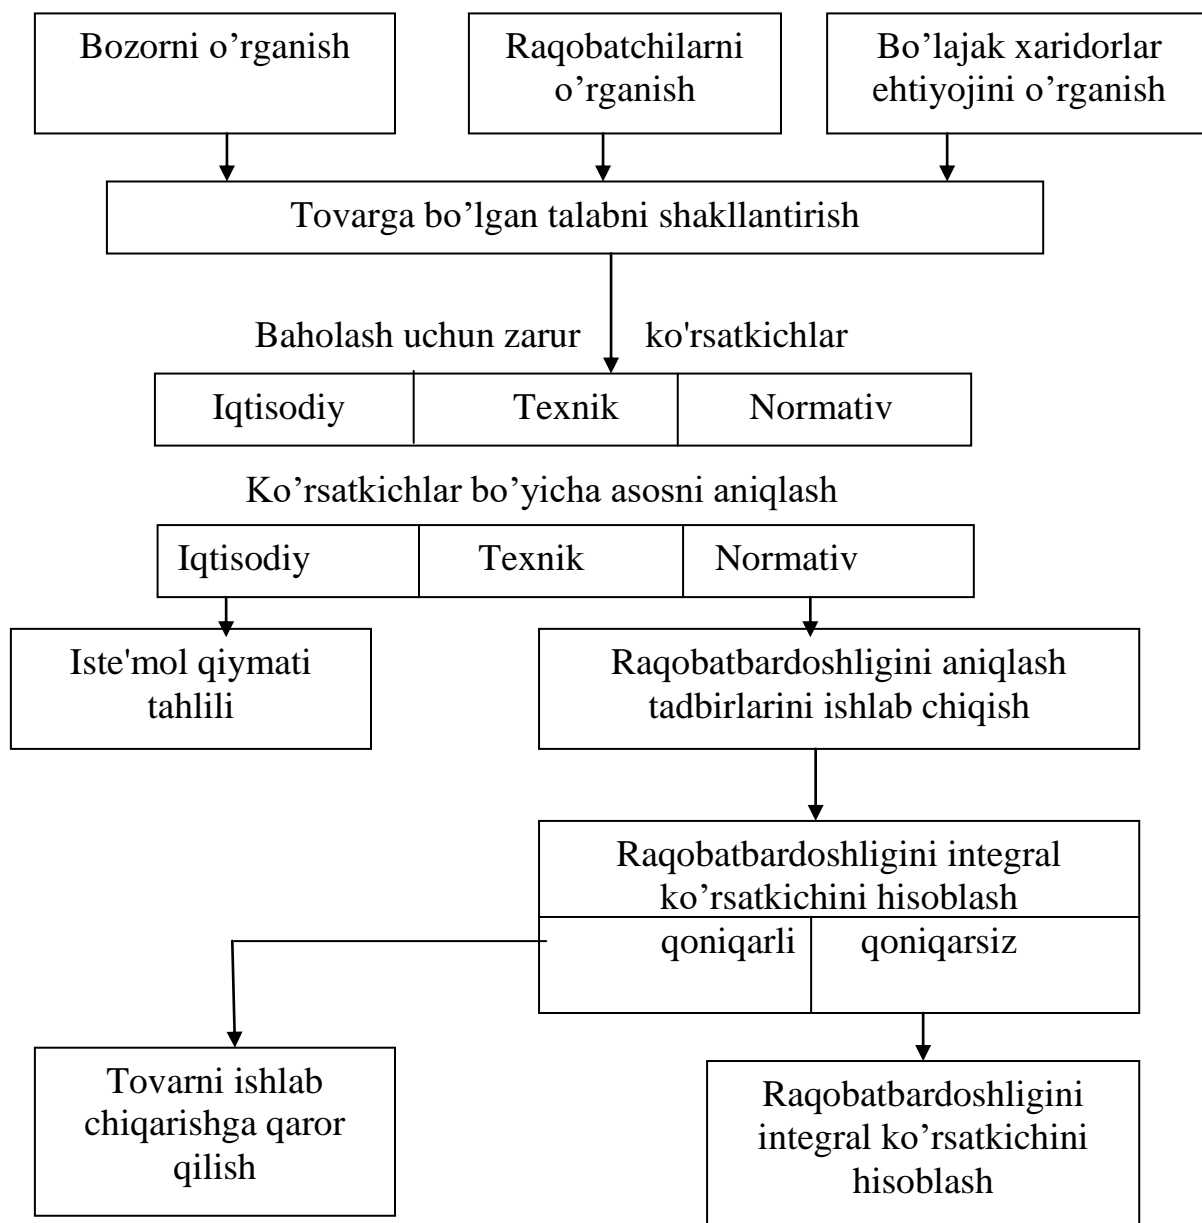 Bozorni o’rganish
Raqobatchilarni
o’rganish
Bo’lajak xaridorlar
ehtiyojini o’rganish
Tovarga bo’lgan talabni shakllantirish
Baholash uchun zarur ko'rsatkichlar
Iqtisodiy Texnik Normativ
Ko’rsatkichlar bo’yicha asosni aniqlash
Iqtisodiy Texnik Normativ
Iste'mol qiymati
tahlili
Raqobatbardoshligini aniqlash
tadbirlarini ishlab chiqish
Raqobatbardoshligini integral
ko’rsatkichini hisoblash
qoniqarli qoniqarsiz
Tovarni ishlab
chiqarishga qaror
qilish
Raqobatbardoshligini
integral ko’rsatkichini
hisoblash